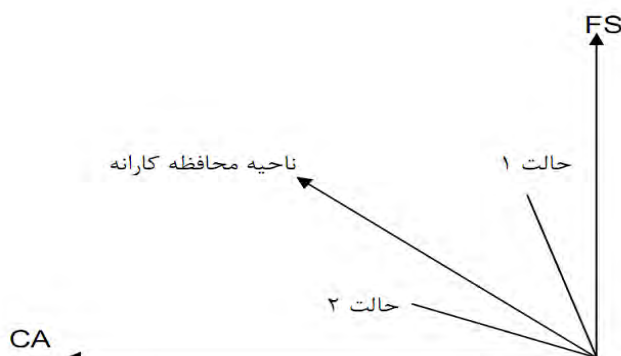 FS
حالت ۱
ناحیه محافظه کارانه
حالت ۲
CA